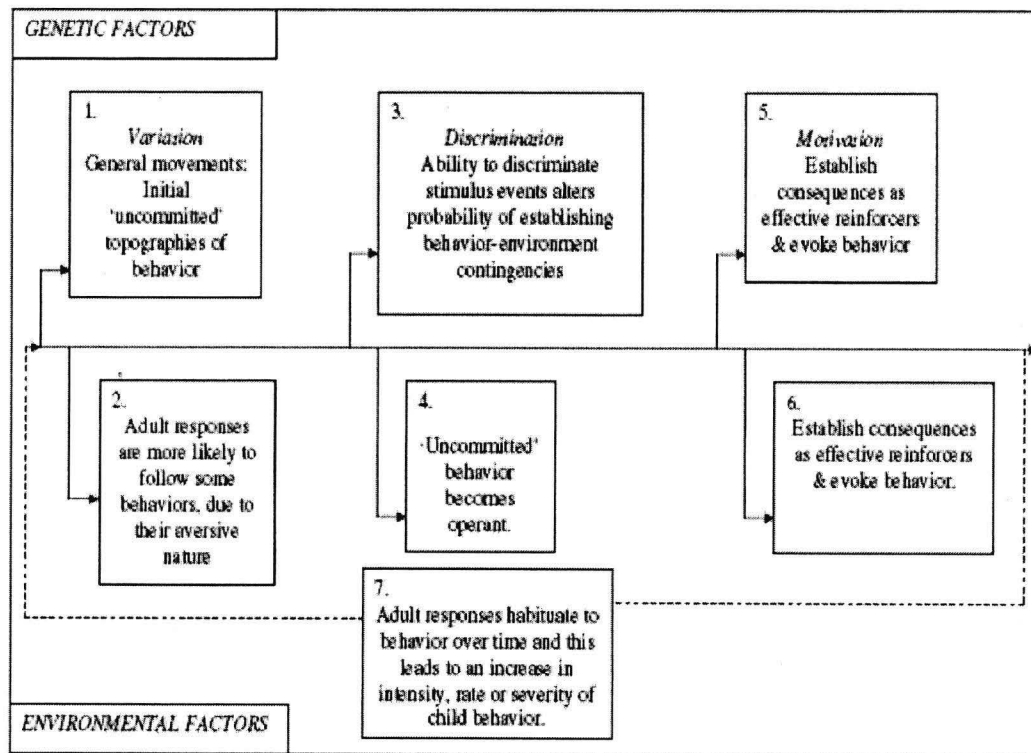 GENETIC FACTORS
1.
Variation
General movements:
Initial
'uncommitted'
topographies of
behavior
3.
Discrimination
Ability to discriminate
stimulus events alters
probability of establishing
behavior-environment
contingencies
5.
Motivation
Establish
consequences as
effective reinforcers
& evoke behavior
2.
Adult responses
are more likely to
follow some
behaviors, due to
their aversive
nature
4.
'Uncommitted'
behavior
becomes
operant.
6.
Establish consequences
as effective reinforcers
& evoke behavior.
7.
Adult responses habituate to
behavior over time and this
leads to an increase in
intensity, rate or severity of
child behavior.
ENVIRONMENTAL FACTORS